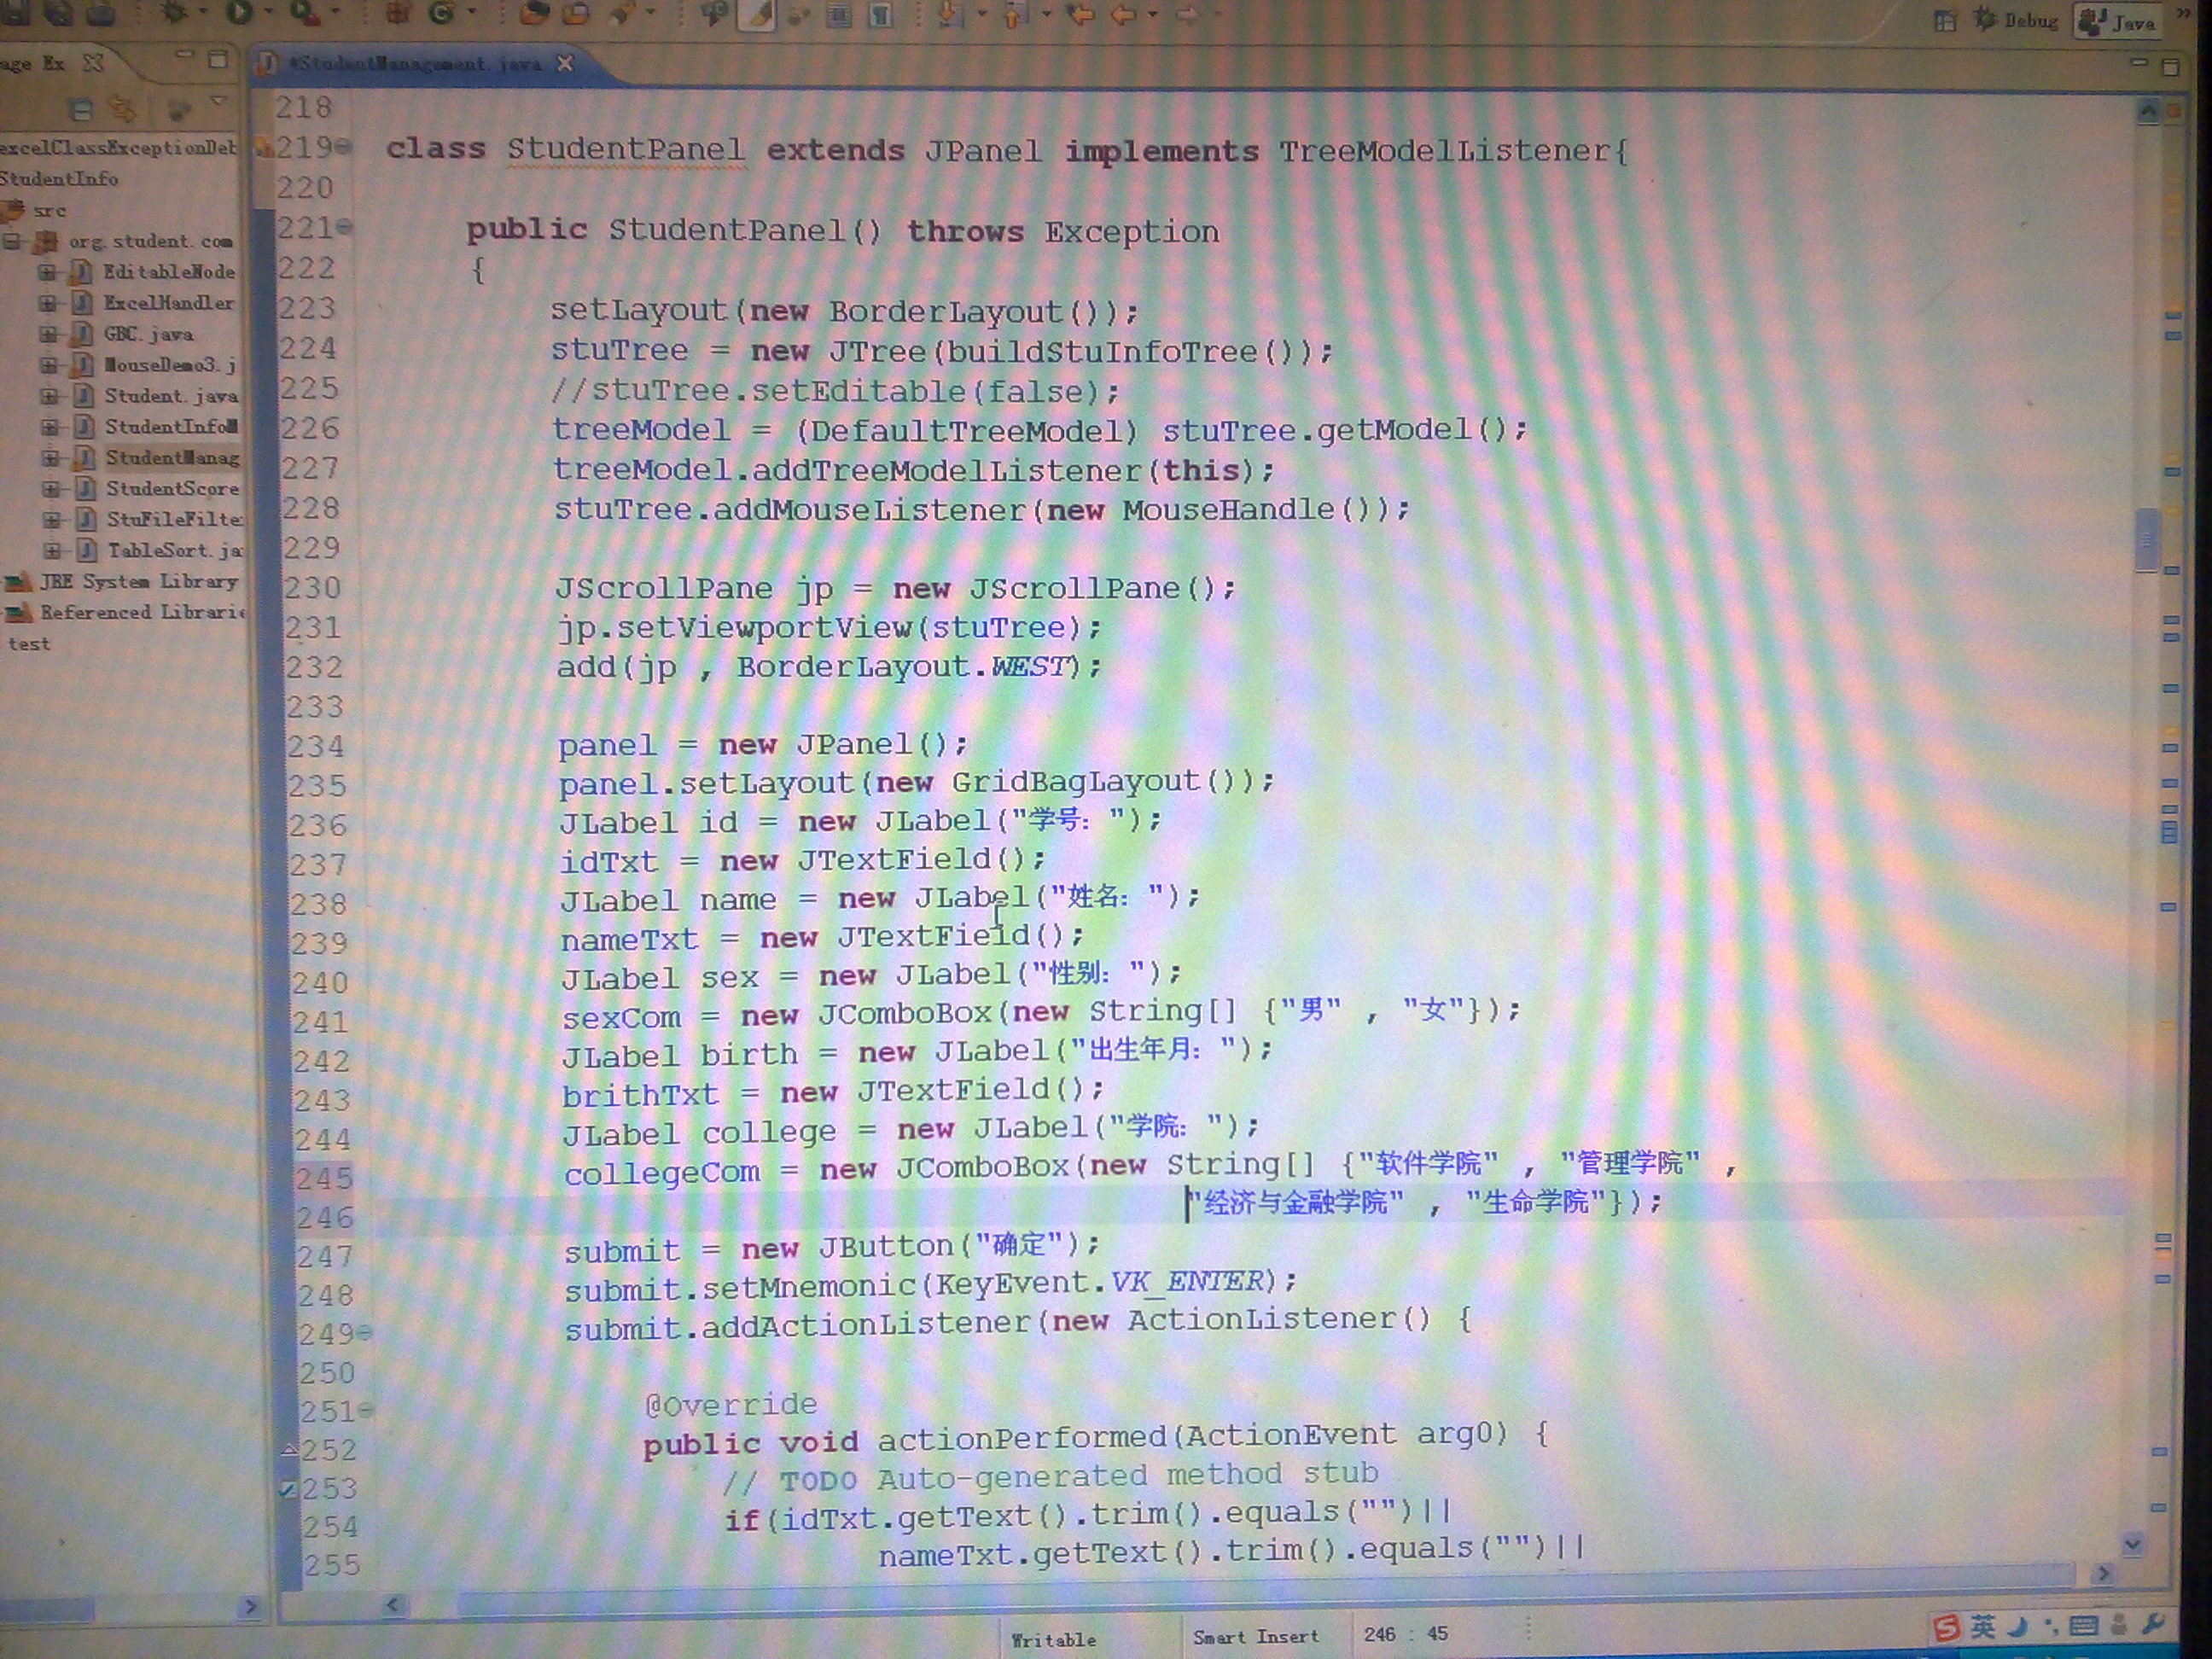 Debug
Java
age Ex
*StudentManagement.java
excelClassExceptionDeb
StudentInfo
src
org.student.com
EditableNode
ExcelHandler
GBC.java
MouseDemo3.j
Student.java
StudentInfoM
StudentManag
StudentScore
StuFileFilte
TableSort.ja
JRE System Library
Referenced Librarie
test
218
219 class StudentPanel extends JPanel implements TreeModelListener{
220
221 public StudentPanel() throws Exception
222 {
223 setLayout(new BorderLayout());
224 stuTree = new JTree(buildStuInfoTree());
225 //stuTree.setEditable(false);
226 treeModel = (DefaultTreeModel) stuTree.getModel();
227 treeModel.addTreeModelListener(this);
228 stuTree.addMouseListener(new MouseHandle());
229
230 JScrollPane jp = new JScrollPane();
231 jp.setViewportView(stuTree);
232 add(jp , BorderLayout.WEST);
233
234 panel = new JPanel();
235 panel.setLayout(new GridBagLayout());
236 JLabel id = new JLabel("学号：");
237 idTxt = new JTextField();
238 JLabel name = new JLabel("姓名：");
239 nameTxt = new JTextField();
240 JLabel sex = new JLabel("性别：");
241 sexCom = new JComboBox(new String[] {"男" , "女"});
242 JLabel birth = new JLabel("出生年月：");
243 brithTxt = new JTextField();
244 JLabel college = new JLabel("学院：");
245 collegeCom = new JComboBox(new String[] {"软件学院" , "管理学院" ,
246 "经济与金融学院" , "生命学院"});
247 submit = new JButton("确定");
248 submit.setMnemonic(KeyEvent.VK_ENTER);
249 submit.addActionListener(new ActionListener() {
250
251 @Override
252 public void actionPerformed(ActionEvent arg0) {
253 // TODO Auto-generated method stub
254 if(idTxt.getText().trim().equals("")||
255 nameTxt.getText().trim().equals("")||
Writable
Smart Insert
246 : 45
英